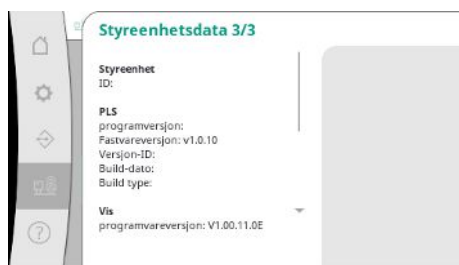 Styreenhetsdata 3/3
Styreenhet
ID:
PLS
programversjon:
Fastvareversjon: v1.0.10
Versjon-ID:
Build-dato:
Build type:
Vis
programvareversjon: V1.00.11.0E
?